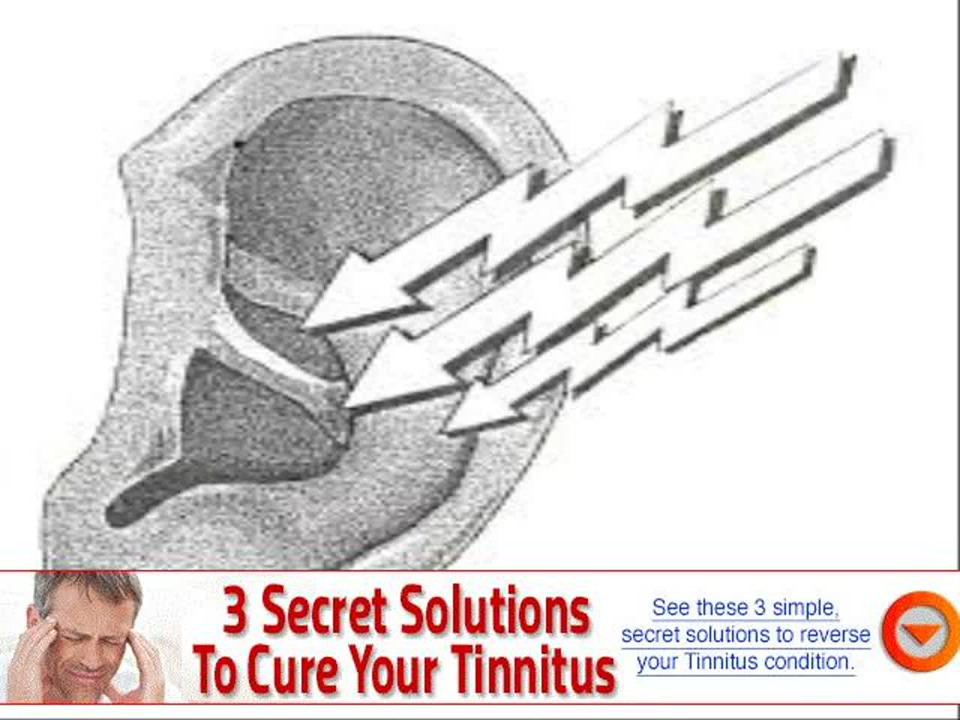 3 Secret Solutions
To Cure Your Tinnitus
See these 3 simple,
secret solutions to reverse
your Tinnitus condition.